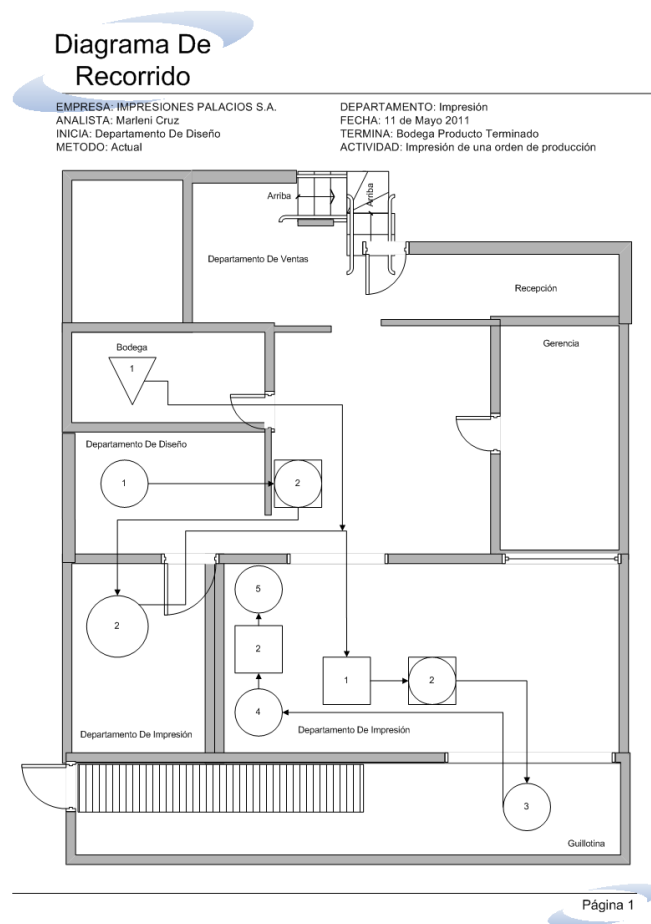 Diagrama De
Recorrido
EMPRESA: IMPRESIONES PALACIOS S.A.
ANALISTA: Marleni Cruz
INICIA: Departamento De Diseño
METODO: Actual
DEPARTAMENTO: Impresión
FECHA: 11 de Mayo 2011
TERMINA: Bodega Producto Terminado
ACTIVIDAD: Impresión de una orden de producción
Arriba
Arriba
Departamento De Ventas
Recepción
Bodega
1
Gerencia
Departamento De Diseño
1
2
2
5
2
1
2
4
Departamento De Impresión
Departamento De Impresión
3
Guillotina
Página 1